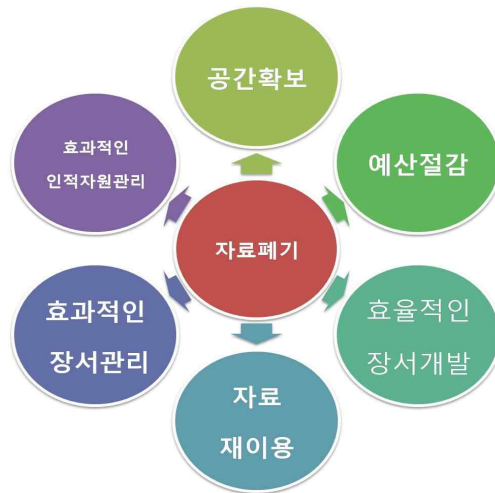 공간확보
효과적인
인적자원관리
예산절감
자료폐기
효과적인
장서관리
효율적인
장서개발
자료
재이용